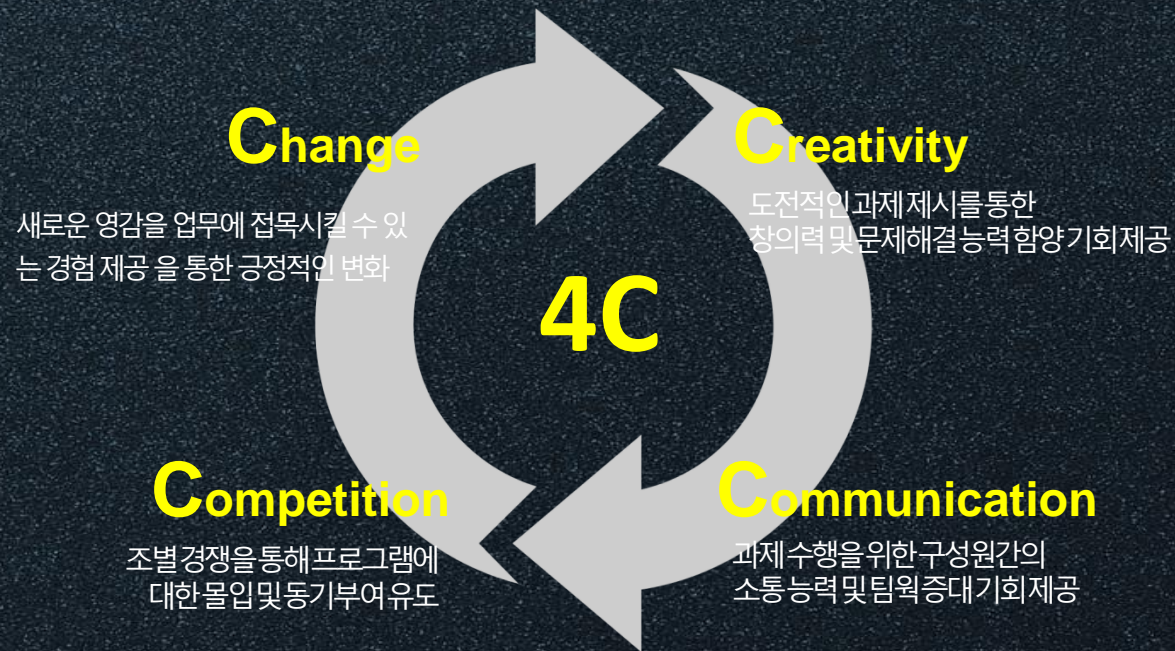 Change
새로운 영감을 업무에 접목시킬 수 있
는 경험 제공 을 통한 긍정적인 변화
Creativity
도전적인 과제 제시를 통한
창의력 및 문제해결 능력 함양 기회 제공
4C
Competition
조별 경쟁을 통해 프로그램에
대한 몰입 및 동기부여 유도
Communication
과제 수행을 위한 구성원간의
소통 능력 및 팀웍 증대 기회 제공